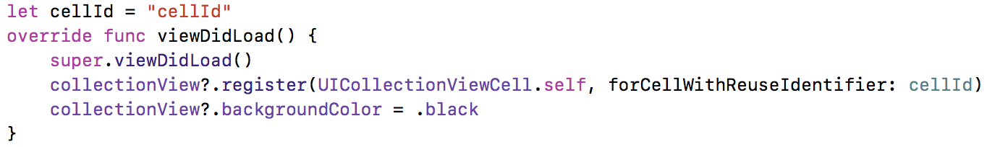 let cellId = "cellId"
override func viewDidLoad() {
    super.viewDidLoad()
    collectionView?.register(UICollectionViewCell.self, forCellWithReuseIdentifier: cellId)
    collectionView?.backgroundColor = .black
}